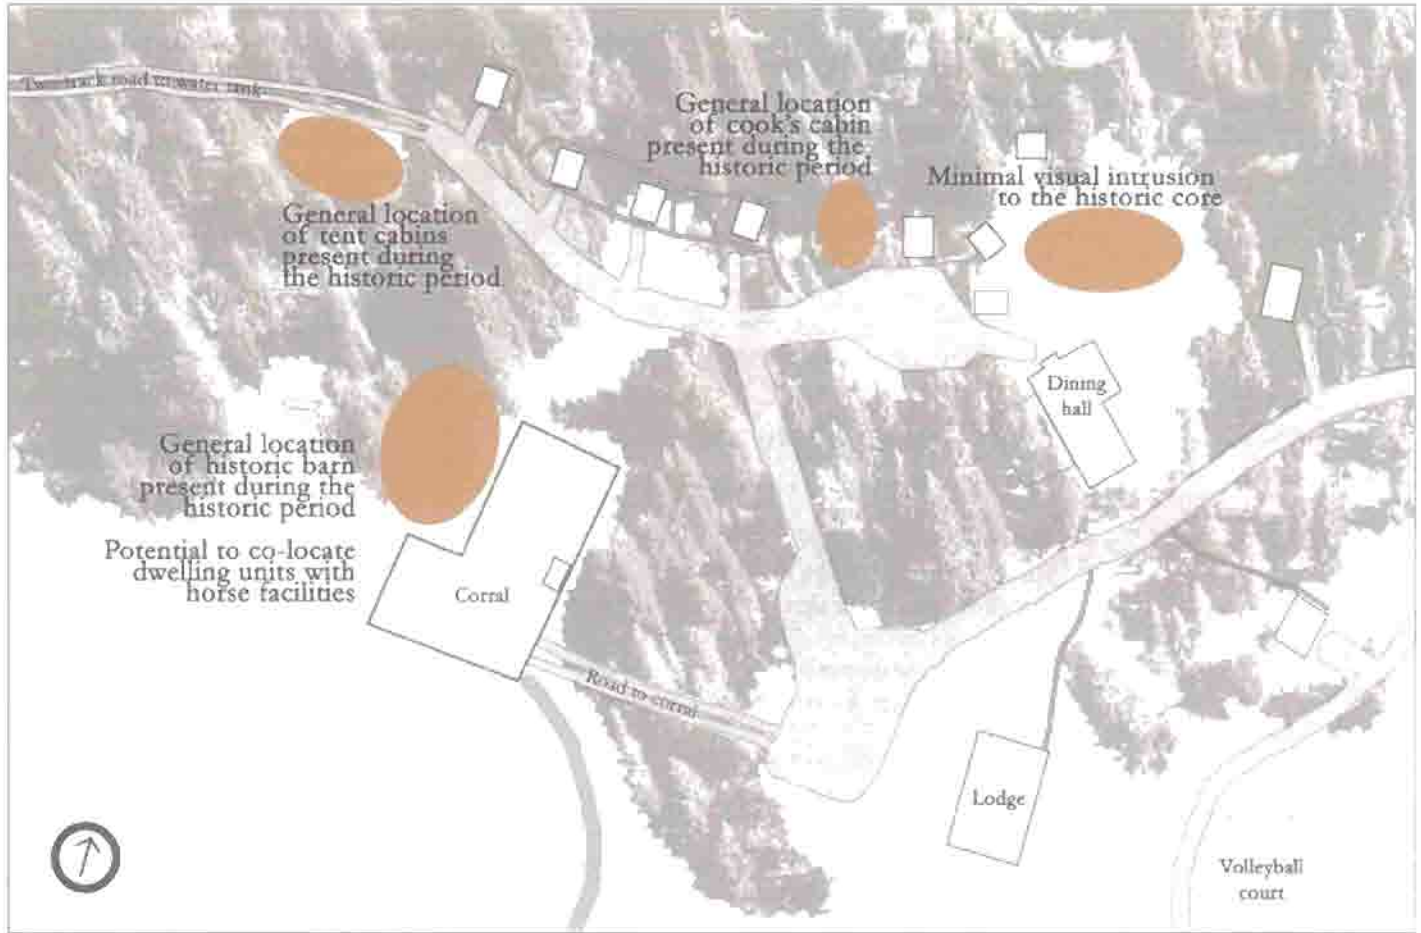 Two-track road to water tank
General location
of tent cabins
present during
the historic period
General location
of cook's cabin
present during the
historic period
Minimal visual intrusion
to the historic core
Dining
hall
General location
of historic barn
present during the
historic period
Potential to co-locate
dwelling units with
horse facilities
Corral
Road to corral
Lodge
Volleyball
court